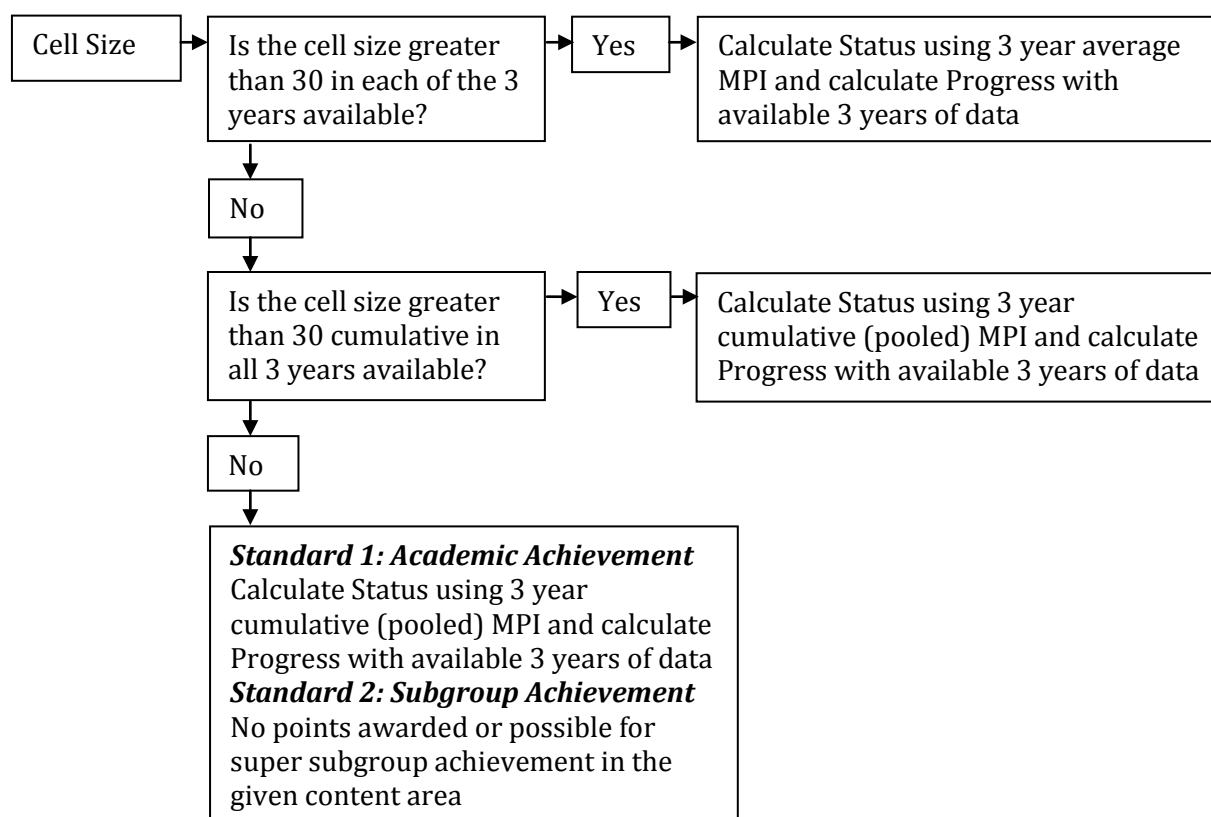 Cell Size
Is the cell size greater
than 30 in each of the 3
years available?
Yes
Calculate Status using 3 year average
MPI and calculate Progress with
available 3 years of data
No
Is the cell size greater
than 30 cumulative in
all 3 years available?
Yes
Calculate Status using 3 year
cumulative (pooled) MPI and calculate
Progress with available 3 years of data
No
Standard 1: Academic Achievement
Calculate Status using 3 year
cumulative (pooled) MPI and calculate
Progress with available 3 years of data
Standard 2: Subgroup Achievement
No points awarded or possible for
super subgroup achievement in the
given content area